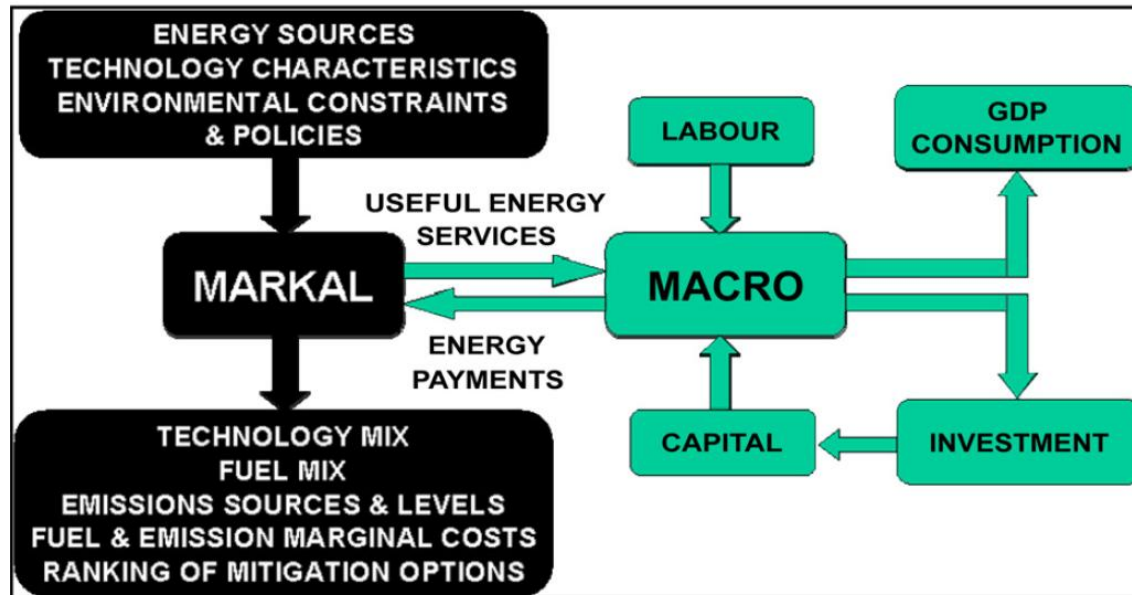 ENERGY SOURCES
TECHNOLOGY CHARACTERISTICS
ENVIRONMENTAL CONSTRAINTS
& POLICIES
LABOUR
GDP
CONSUMPTION
USEFUL ENERGY
SERVICES
MARKAL
MACRO
ENERGY
PAYMENTS
TECHNOLOGY MIX
FUEL MIX
EMISSIONS SOURCES & LEVELS
FUEL & EMISSION MARGINAL COSTS
RANKING OF MITIGATION OPTIONS
CAPITAL
INVESTMENT